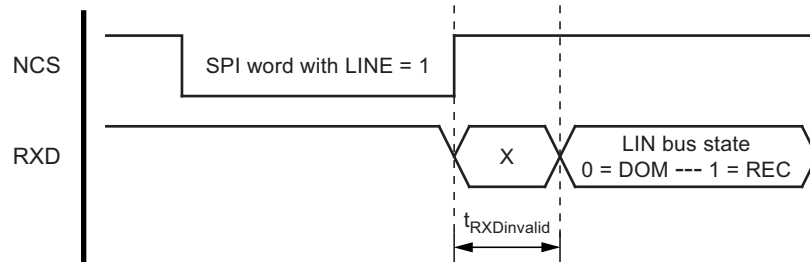 NCS
SPI word with LINE = 1
RXD
X
LIN bus state
0 = DOM --- 1 = REC
tRXDinvalid